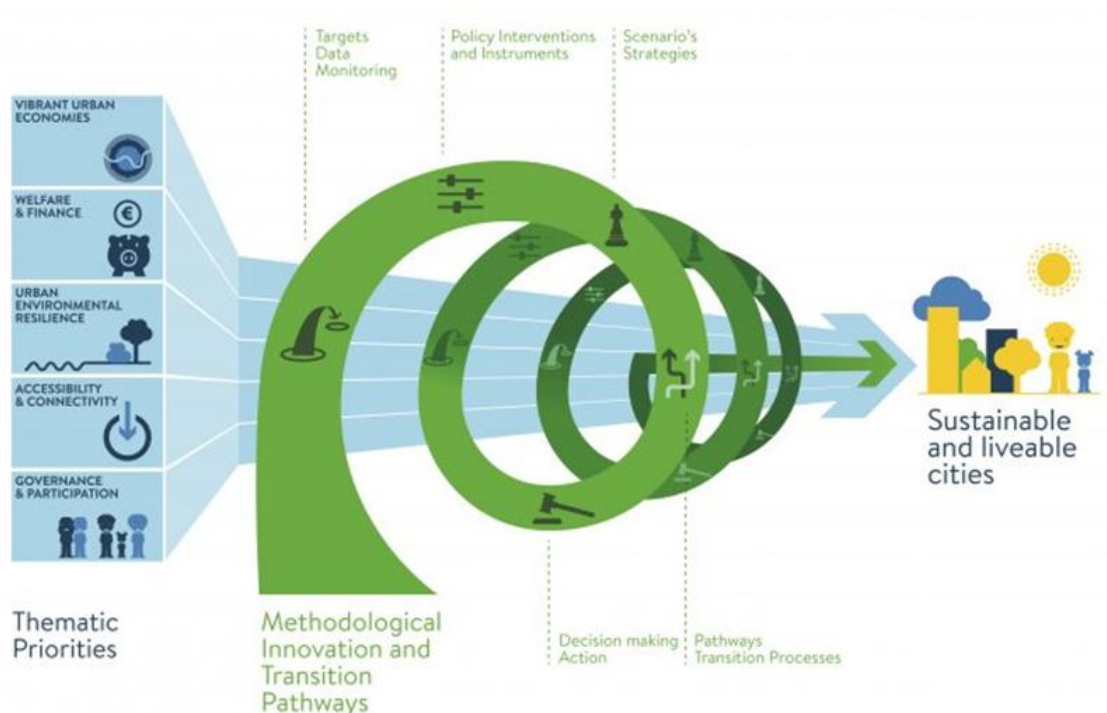 Targets
Data
Monitoring
Policy Interventions
and Instruments
Scenario's
Strategies
VIBRANT URBAN
ECONOMIES
WELFARE
& FINANCE
€
URBAN
ENVIRONMENTAL
RESILIENCE
ACCESSIBILITY
& CONNECTIVITY
GOVERNANCE
& PARTICIPATION
Sustainable
and liveable
cities
Thematic
Priorities
Methodological
Innovation and
Transition
Pathways
Decision making
Action
Pathways
Transition Processes